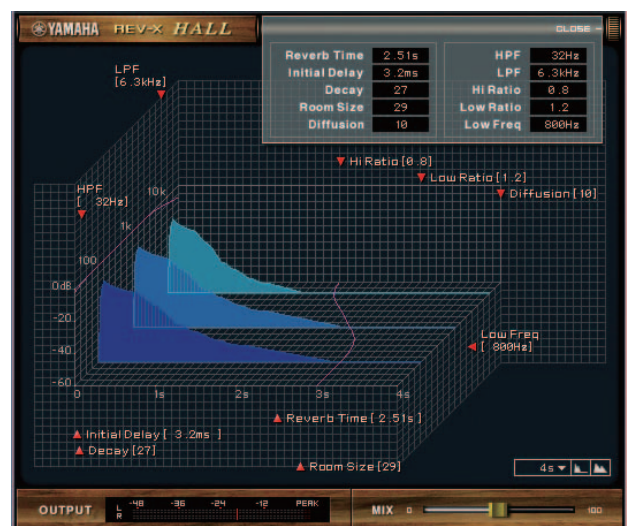 YAMAHA REV-X HALL
CLOSE -
Reverb Time 2.51s
Initial Delay 3.2ms
Decay 27
Room Size 29
Diffusion 10
HPF 32Hz
LPF 6.3kHz
Hi Ratio 0.8
Low Ratio 1.2
Low Freq 800Hz
LPF
[6.3kHz]
Hi Ratio [0.8]
Low Ratio [1.2]
Diffusion [10]
HPF
[ 32Hz]
10k
1k
100
0dB
-20
-40
-60
0 1s 2s 3s 4s
Low Freq
[ 800Hz]
Reverb Time [ 2.51s ]
Initial Delay [ 3.2ms ]
Decay [27]
Room Size [29]
4s
OUTPUT L R -48 -36 -24 -12 PEAK
MIX 0 100